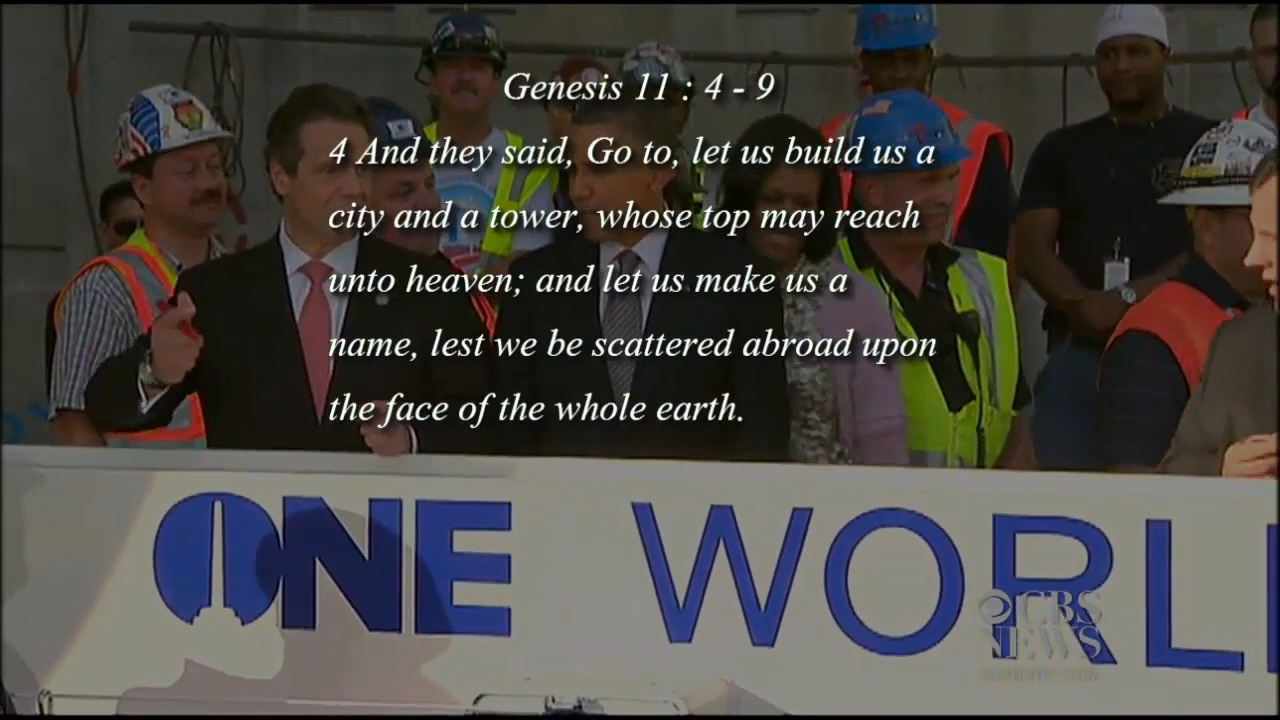 Genesis 11 : 4 - 9
4 And they said, Go to, let us build us a
city and a tower, whose top may reach
unto heaven; and let us make us a
name, lest we be scattered abroad upon
the face of the whole earth.
ONE WORL
CBS
NEWS